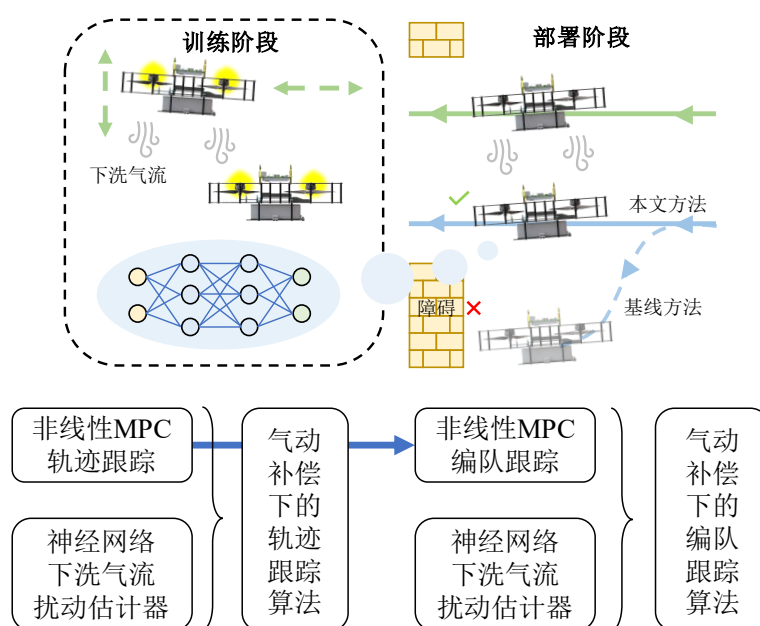 训练阶段
部署阶段
下洗气流
本文方法
障碍
基线方法
非线性MPC
轨迹跟踪
神经网络
下洗气流
扰动估计器
气动
补偿
下的
轨迹
跟踪
算法
非线性MPC
编队跟踪
神经网络
下洗气流
扰动估计器
气动
补偿
下的
编队
跟踪
算法